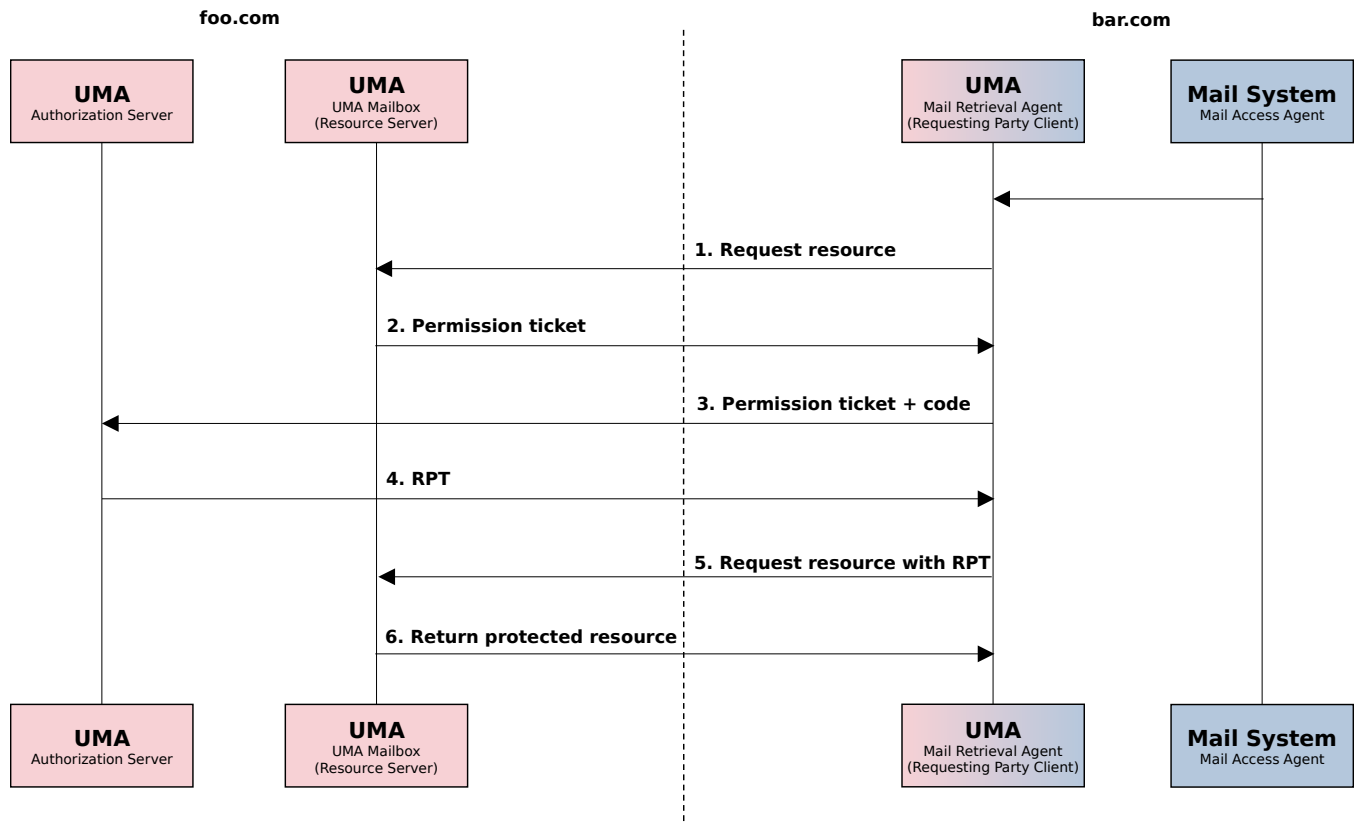 foo.com
bar.com
UMA
Authorization Server
UMA
UMA Mailbox
(Resource Server)
UMA
Mail Retrieval Agent
(Requesting Party Client)
Mail System
Mail Access Agent
1. Request resource
2. Permission ticket
3. Permission ticket + code
4. RPT
5. Request resource with RPT
6. Return protected resource
UMA
Authorization Server
UMA
UMA Mailbox
(Resource Server)
UMA
Mail Retrieval Agent
(Requesting Party Client)
Mail System
Mail Access Agent